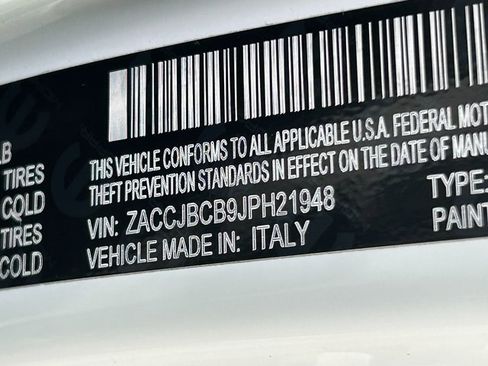 LB
TIRES
COLD
TIRES
COLD
THIS VEHICLE CONFORMS TO ALL APPLICABLE U.S.A. FEDERAL MOT
THEFT PREVENTION STANDARDS IN EFFECT ON THE DATE OF MANU
VIN: ZACCJBCB9JPH21948
TYPE:
VEHICLE MADE IN: ITALY
PAINT